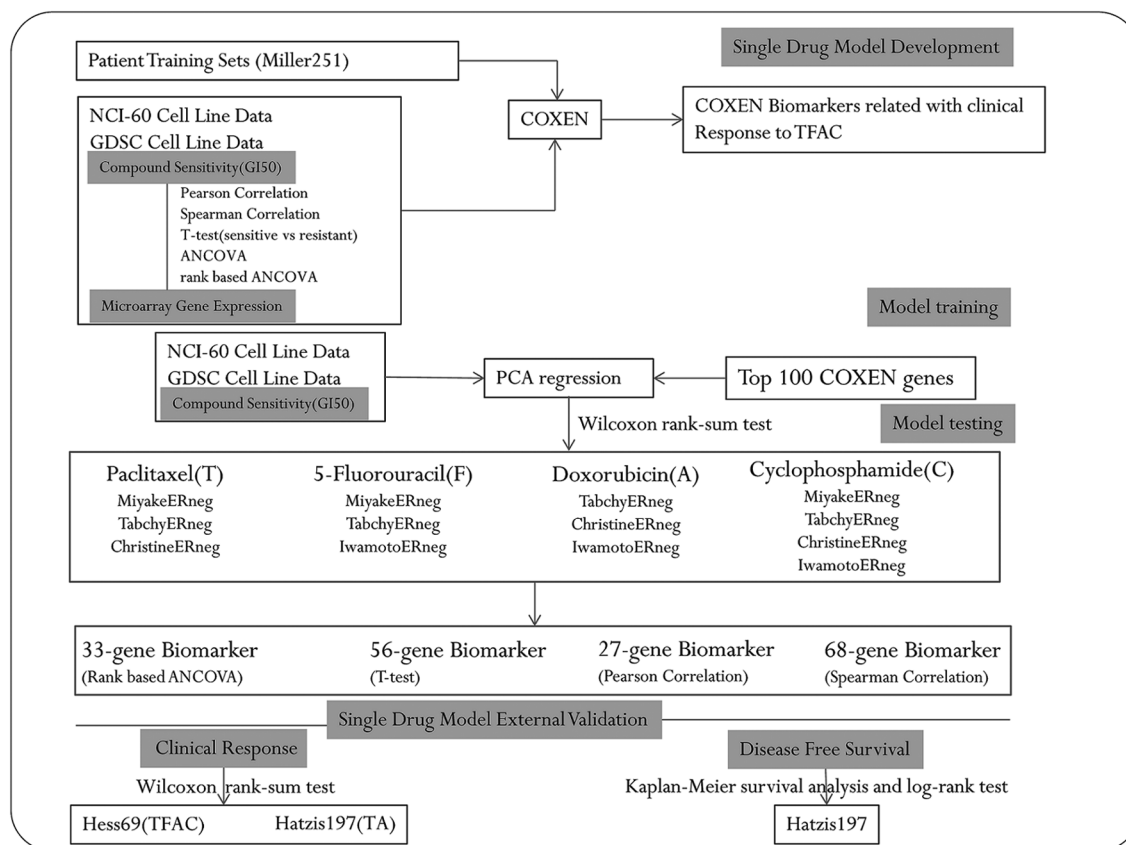 Single Drug Model Development
Patient Training Sets (Miller251)
NCI-60 Cell Line Data
GDSC Cell Line Data
Compound Sensitivity(GI50)
Pearson Correlation
Spearman Correlation
T-test(sensitive vs resistant)
ANCOVA
rank based ANCOVA
Microarray Gene Expression
COXEN
COXEN Biomarkers related with clinical
Response to TFAC
Model training
NCI-60 Cell Line Data
GDSC Cell Line Data
Compound Sensitivity(GI50)
PCA regression
Top 100 COXEN genes
Wilcoxon rank-sum test
Model testing
Paclitaxel(T)
MiyakeERneg
TabchyERneg
ChristineERneg
5-Fluorouracil(F)
MiyakeERneg
TabchyERneg
IwamotoERneg
Doxorubicin(A)
TabchyERneg
ChristineERneg
IwamotoERneg
Cyclophosphamide(C)
MiyakeERneg
TabchyERneg
ChristineERneg
IwamotoERneg
33-gene Biomarker
(Rank based ANCOVA)
56-gene Biomarker
(T-test)
27-gene Biomarker
(Pearson Correlation)
68-gene Biomarker
(Spearman Correlation)
Single Drug Model External Validation
Clinical Response
Wilcoxon rank-sum test
Hess69(TFAC)
Hatzis197(TA)
Disease Free Survival
Kaplan-Meier survival analysis and log-rank test
Hatzis197